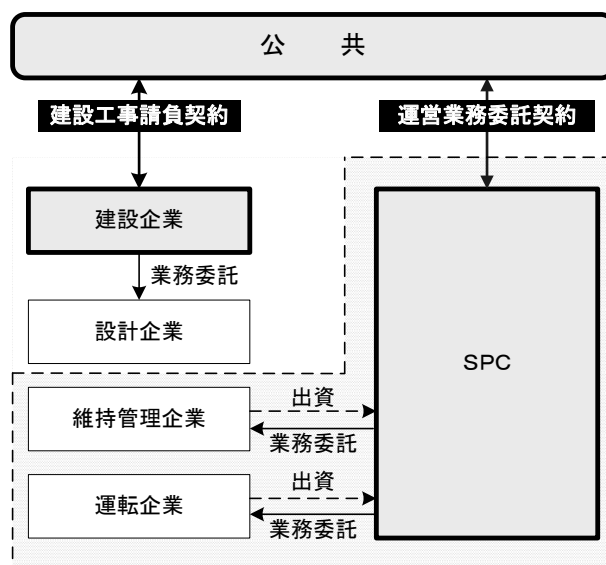 公　共
建設工事請負契約
運営業務委託契約
建設企業
業務委託
設計企業
SPC
維持管理企業
出資
業務委託
運転企業
出資
業務委託